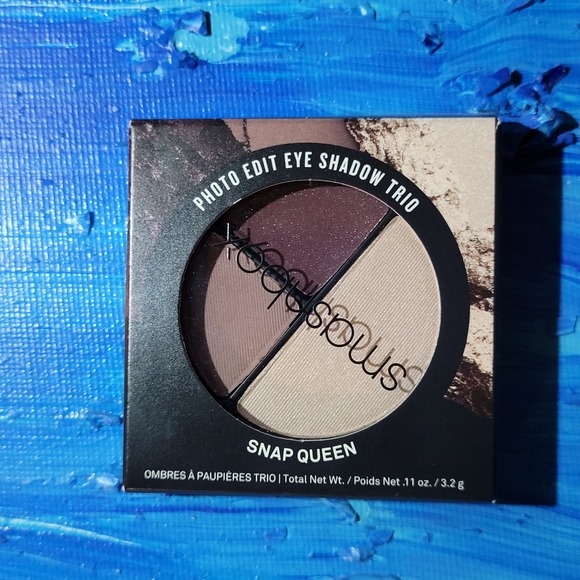 PHOTO EDIT EYE SHADOW TRIO
smashbox
SNAP QUEEN
OMBRES À PAUPIÈRES TRIO | Total Net Wt. / Poids Net .11 oz. / 3.2 g